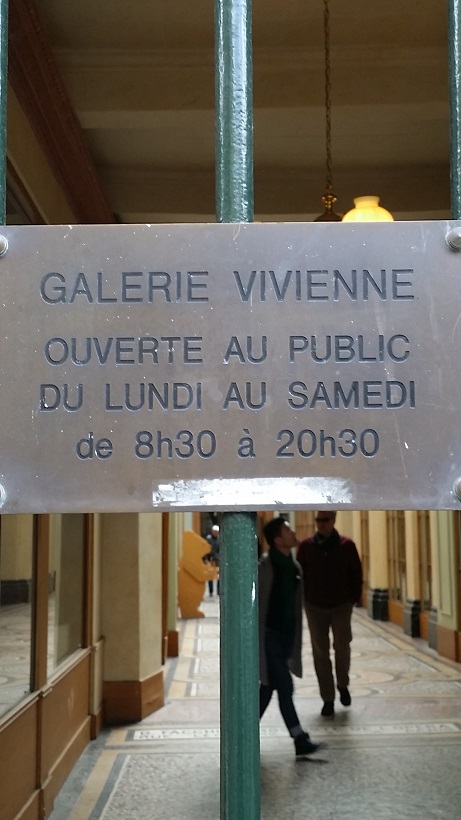 GALERIE VIVIENNE
OUVERTE AU PUBLIC
DU LUNDI AU SAMEDI
de 8h30 à 20h30